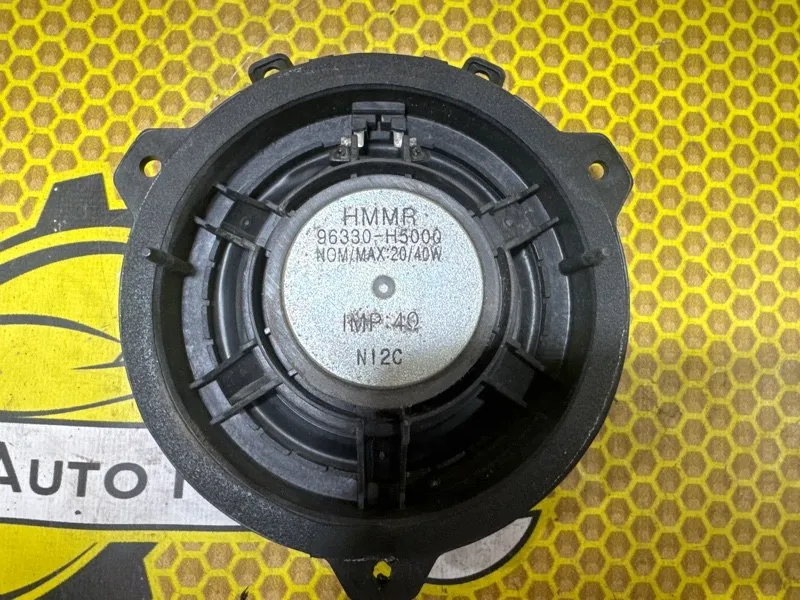 HMMR
96330-H5000
NOM/MAX:20/40W
IMP:4Ω
N12C
AUTO